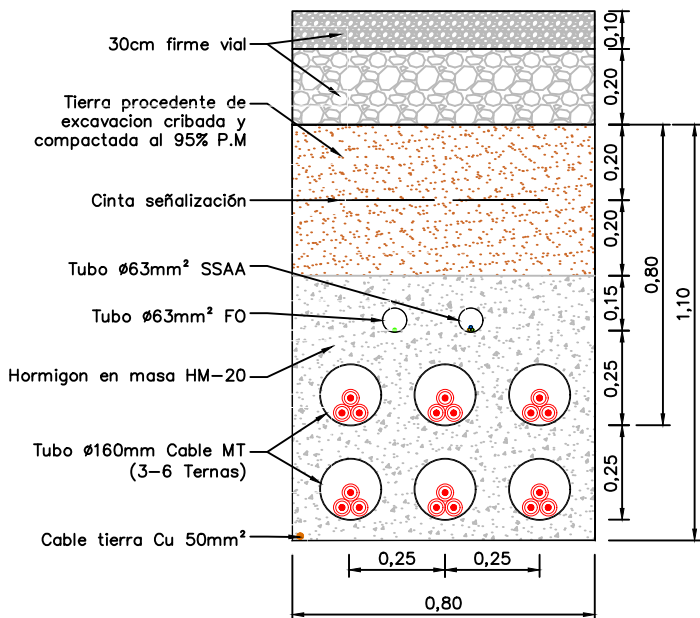 30cm firme vial
Tierra procedente de
excavacion cribada y
compactada al 95% P.M
Cinta señalización
Tubo Ø63mm² SSAA
Tubo Ø63mm² FO
Hormigon en masa HM-20
Tubo Ø160mm Cable MT
(3-6 Ternas)
Cable tierra Cu 50mm²
0,10
0,20
0,20
0,20
0,15
0,25
0,25
0,80
1,10
0,25
0,25
0,80